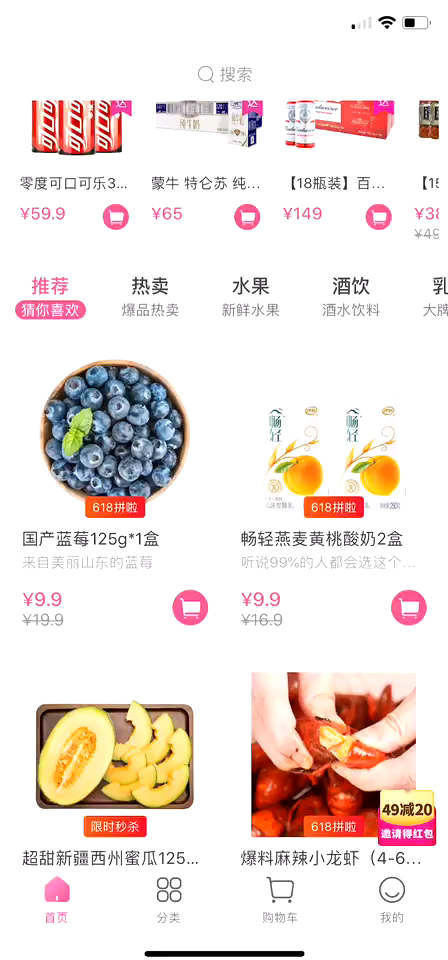 搜索
零度可口可乐3...
蒙牛 特仑苏 纯...
【18瓶装】百...
¥59.9
¥65
¥149
推荐
热卖
水果
酒饮
猜你喜欢
爆品热卖
新鲜水果
酒水饮料
618拼啦
618拼啦
国产蓝莓125g*1盒
畅轻燕麦黄桃酸奶2盒
来自美丽山东的蓝莓
听说99%的人都会选这个...
¥9.9
¥9.9
¥19.9
¥16.9
限时秒杀
618拼啦
49减20
邀请得红包
超甜新疆西州蜜瓜125...
爆料麻辣小龙虾（4-6...
首页
分类
购物车
我的